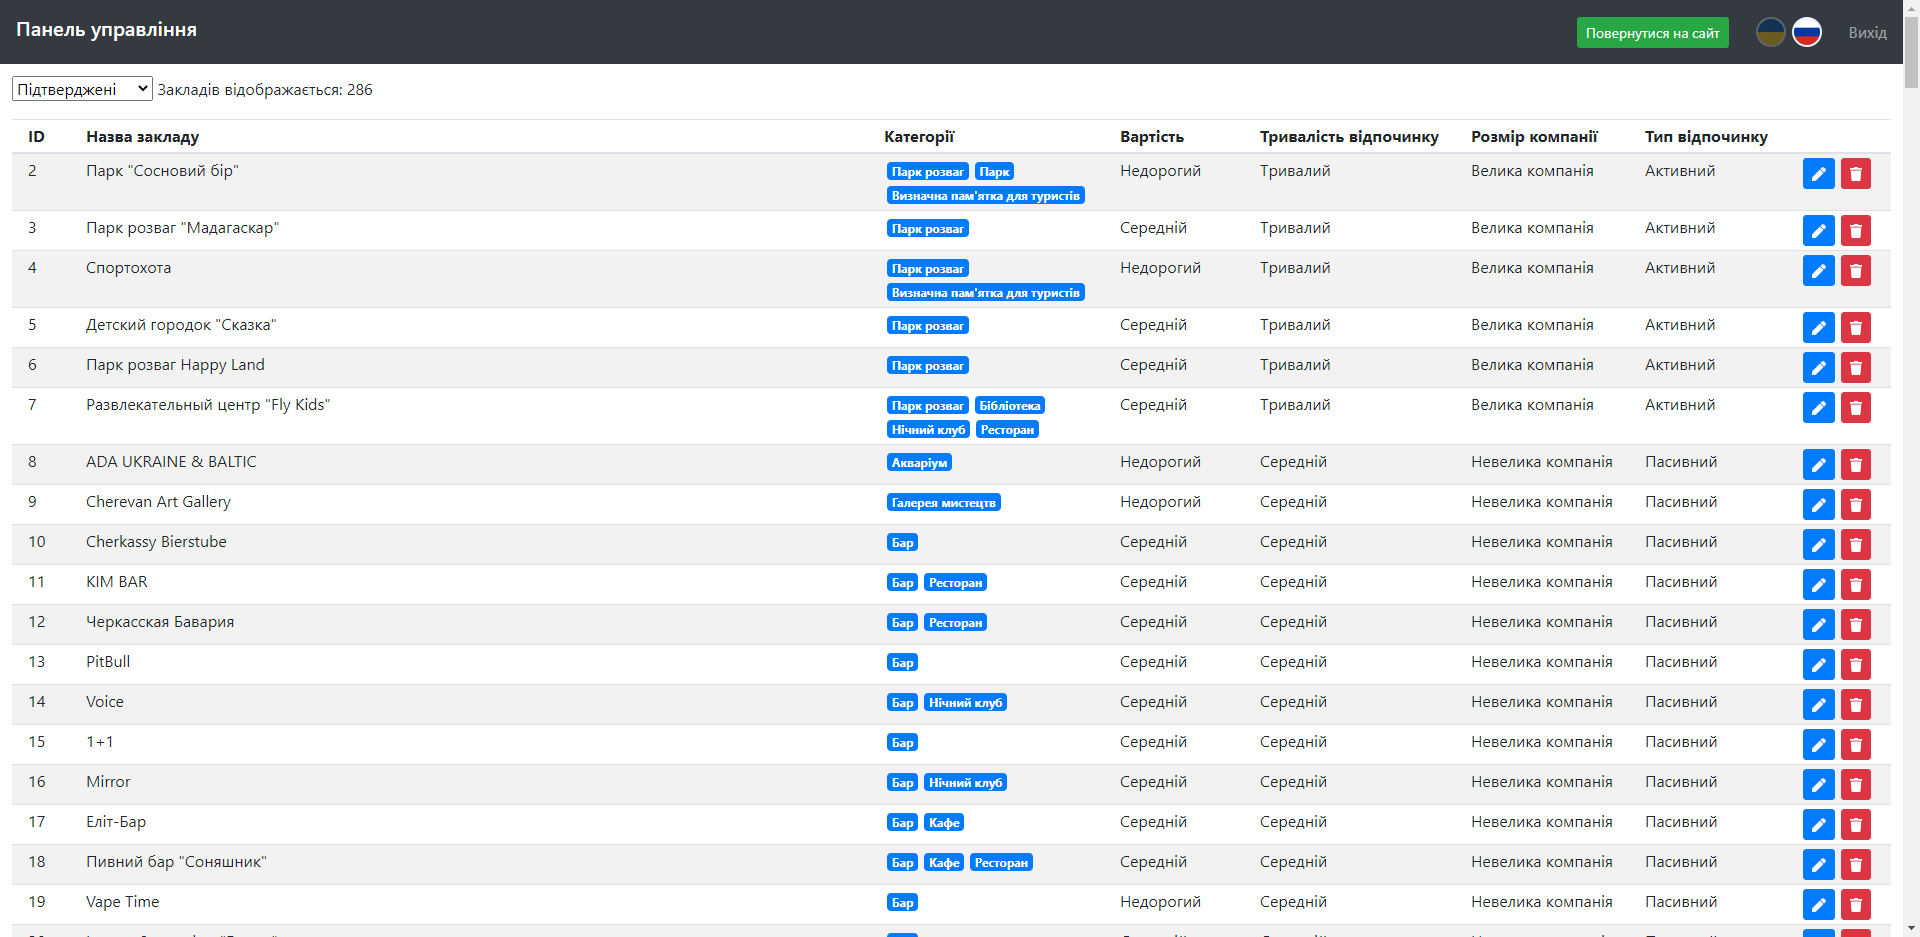 Панель управління
Повернутися на сайт
Вихід
Підтверджені Закладів відображається: 286
ID Назва закладу Категорії Вартість Тривалість відпочинку Розмір компанії Тип відпочинку
2 Парк "Сосновий бір" Парк розваг Парк Недорогий Тривалий Велика компанія Активний
Визначна пам'ятка для туристів
3 Парк розваг "Мадагаскар" Парк розваг Середній Тривалий Велика компанія Активний
4 Спортохота Парк розваг Недорогий Тривалий Велика компанія Активний
Визначна пам'ятка для туристів
5 Детский городок "Сказка" Парк розваг Середній Тривалий Велика компанія Активний
6 Парк розваг Happy Land Парк розваг Середній Тривалий Велика компанія Активний
7 Развлекательный центр "Fly Kids" Парк розваг Бібліотека Середній Тривалий Велика компанія Активний
Нічний клуб Ресторан
8 ADA UKRAINE & BALTIC Акваріум Недорогий Середній Невелика компанія Пасивний
9 Cherevan Art Gallery Галерея мистецтв Недорогий Середній Невелика компанія Пасивний
10 Cherkassy Bierstube Бар Середній Середній Невелика компанія Пасивний
11 KIM BAR Бар Ресторан Середній Середній Невелика компанія Пасивний
12 Черкасская Бавария Бар Ресторан Середній Середній Невелика компанія Пасивний
13 PitBull Бар Середній Середній Невелика компанія Пасивний
14 Voice Бар Нічний клуб Середній Середній Невелика компанія Пасивний
15 1+1 Бар Середній Середній Невелика компанія Пасивний
16 Mirror Бар Нічний клуб Середній Середній Невелика компанія Пасивний
17 Еліт-Бар Бар Кафе Середній Середній Невелика компанія Пасивний
18 Пивний бар "Соняшник" Бар Кафе Ресторан Середній Середній Невелика компанія Пасивний
19 Vape Time Бар Недорогий Середній Невелика компанія Пасивний